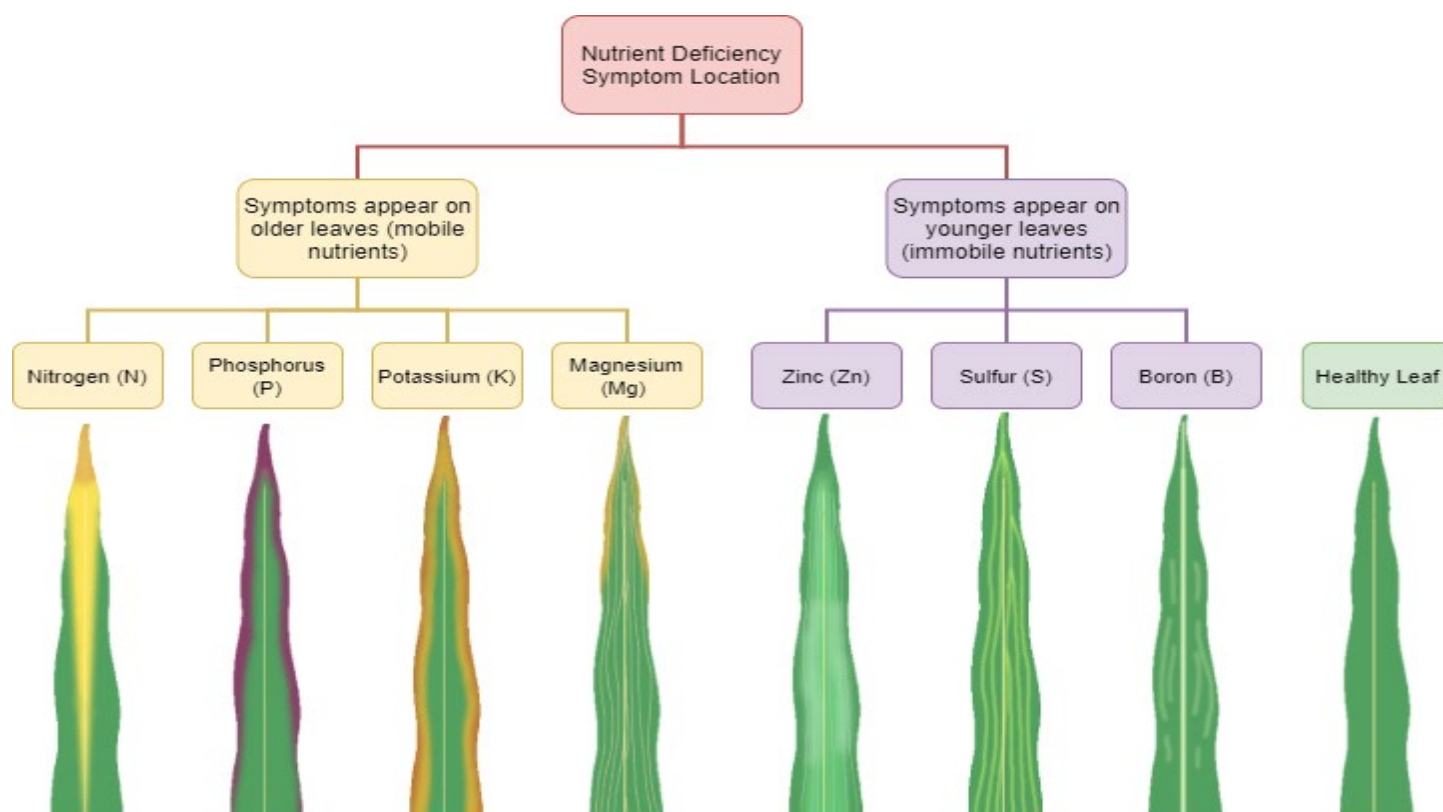 Nutrient Deficiency
Symptom Location
Symptoms appear on
older leaves (mobile
nutrients)
Symptoms appear on
younger leaves
(immobile nutrients)
Nitrogen (N)
Phosphorus
(P)
Potassium (K)
Magnesium
(Mg)
Zinc (Zn)
Sulfur (S)
Boron (B)
Healthy Leaf